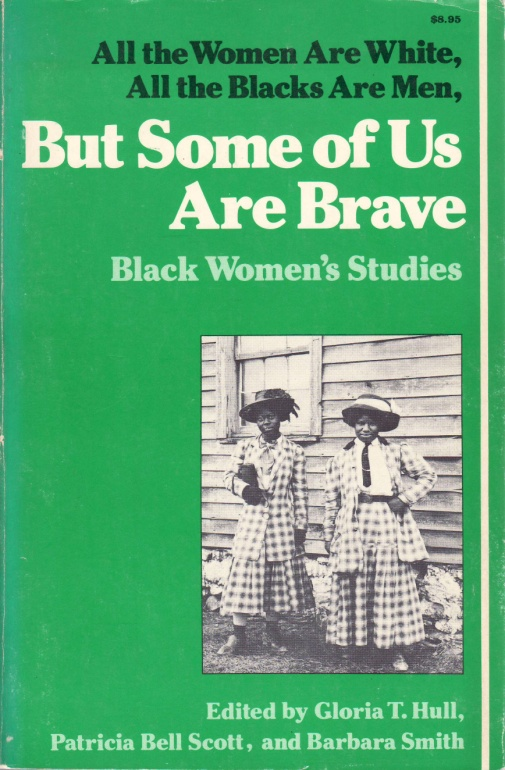 $8.95
All the Women Are White,
All the Blacks Are Men,
But Some of Us
Are Brave
Black Women's Studies
Edited by Gloria T. Hull,
Patricia Bell Scott, and Barbara Smith